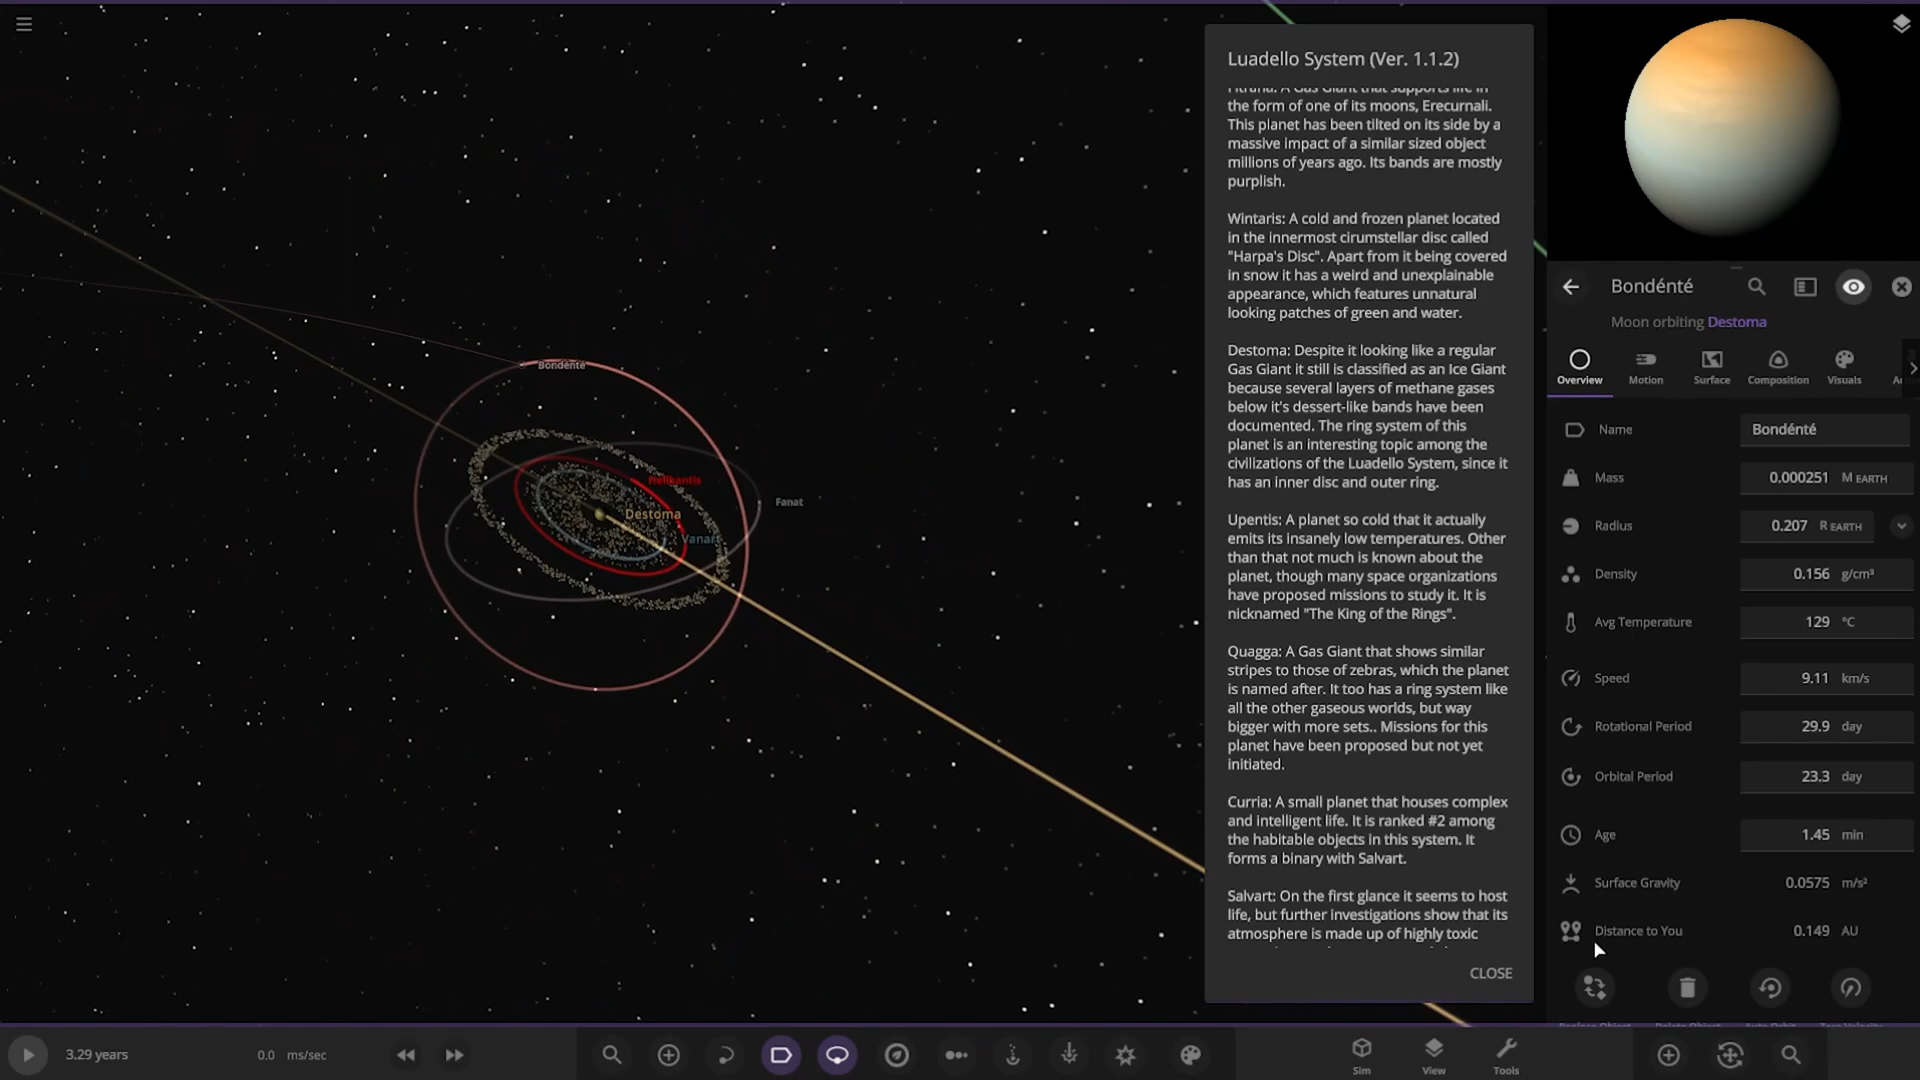 Luadello System (Ver. 1.1.2)
Fitrana: A Gas Giant that supports life in
the form of one of its moons, Erecurnali.
This planet has been tilted on its side by a
massive impact of a similar sized object
millions of years ago. Its bands are mostly
purplish.
Wintaris: A cold and frozen planet located
in the innermost cirumstellar disc called
"Harpa's Disc". Apart from it being covered
in snow it has a weird and unexplainable
appearance, which features unnatural
looking patches of green and water.
Destoma: Despite it looking like a regular
Gas Giant it still is classified as an Ice Giant
because several layers of methane gases
below it's dessert-like bands have been
documented. The ring system of this
planet is an interesting topic among the
civilizations of the Luadello System, since it
has an inner disc and outer ring.
Upentis: A planet so cold that it actually
emits its insanely low temperatures. Other
than that not much is known about the
planet, though many space organizations
have proposed missions to study it. It is
nicknamed "The King of the Rings".
Quagga: A Gas Giant that shows similar
stripes to those of zebras, which the planet
is named after. It too has a ring system like
all the other gaseous worlds, but way
bigger with more sets.. Missions for this
planet have been proposed but not yet
initiated.
Curria: A small planet that houses complex
and intelligent life. It is ranked #2 among
the habitable objects in this system. It
forms a binary with Salvart.
Salvart: On the first glance it seems to host
life, but further investigations show that its
atmosphere is made up of highly toxic
CLOSE
Bondénté
Destoma
Fanat
Bondénté
Moon orbiting Destoma
Overview
Motion
Surface
Composition
Visuals
Name Bondénté
Mass 0.000251 M EARTH
Radius 0.207 R EARTH
Density 0.156 g/cm³
Avg Temperature 129 °C
Speed 9.11 km/s
Rotational Period 29.9 day
Orbital Period 23.3 day
Age 1.45 min
Surface Gravity 0.0575 m/s²
Distance to You 0.149 AU
3.29 years
0.0 ms/sec
Sim
View
Tools